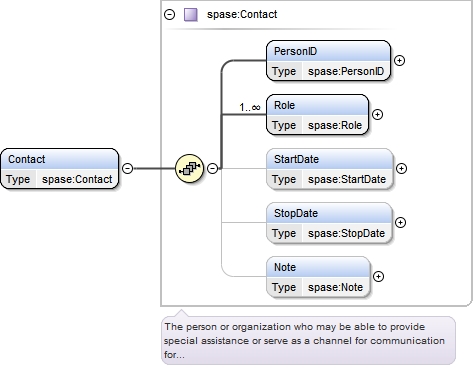 spase:Contact
PersonID
Type spase:PersonID
1..∞
Role
Type spase:Role
Contact
Type spase:Contact
StartDate
Type spase:StartDate
StopDate
Type spase:StopDate
Note
Type spase:Note
The person or organization who may be able to provide
special assistance or serve as a channel for communication
for...